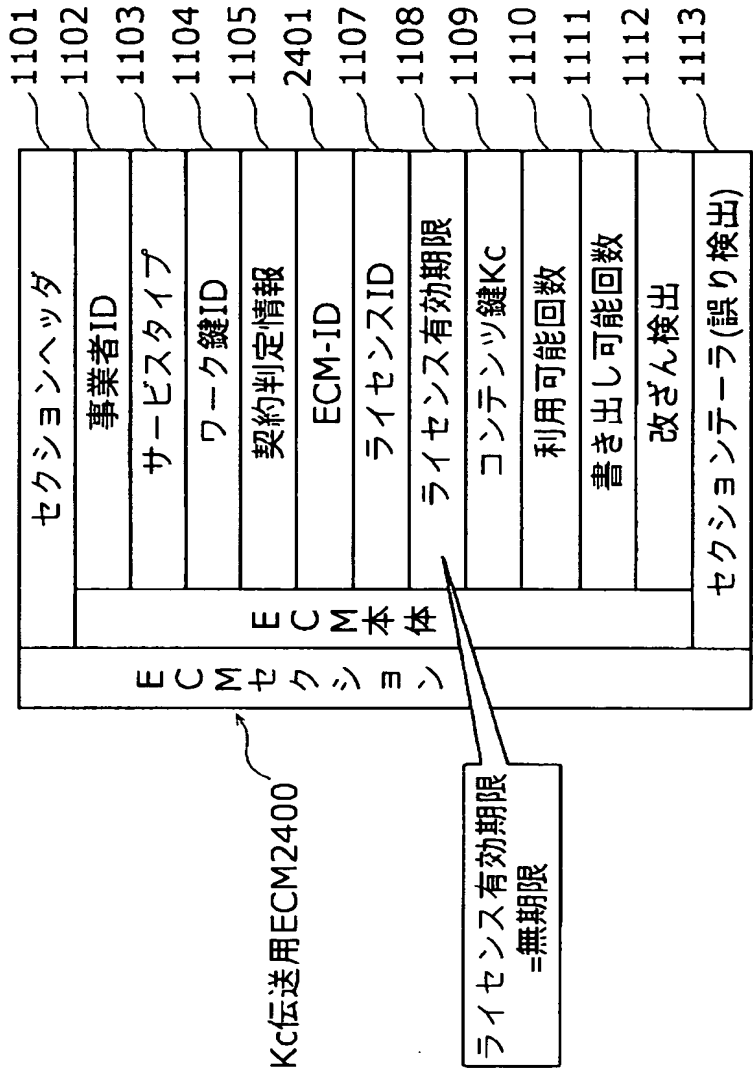 Kc伝送用ECM2400
ECMセクション
ECM本体
セクションヘッダ
1101
事業者ID
1102
サービスタイプ
1103
ワーク鍵ID
1104
契約判定情報
1105
ECM-ID
2401
ライセンスID
1107
ライセンス有効期限
1108
コンテンツ鍵Kc
1109
利用可能回数
1110
書き出し可能回数
1111
改ざん検出
1112
セクションテーラ(誤り検出)
1113
ライセンス有効期限
=無期限